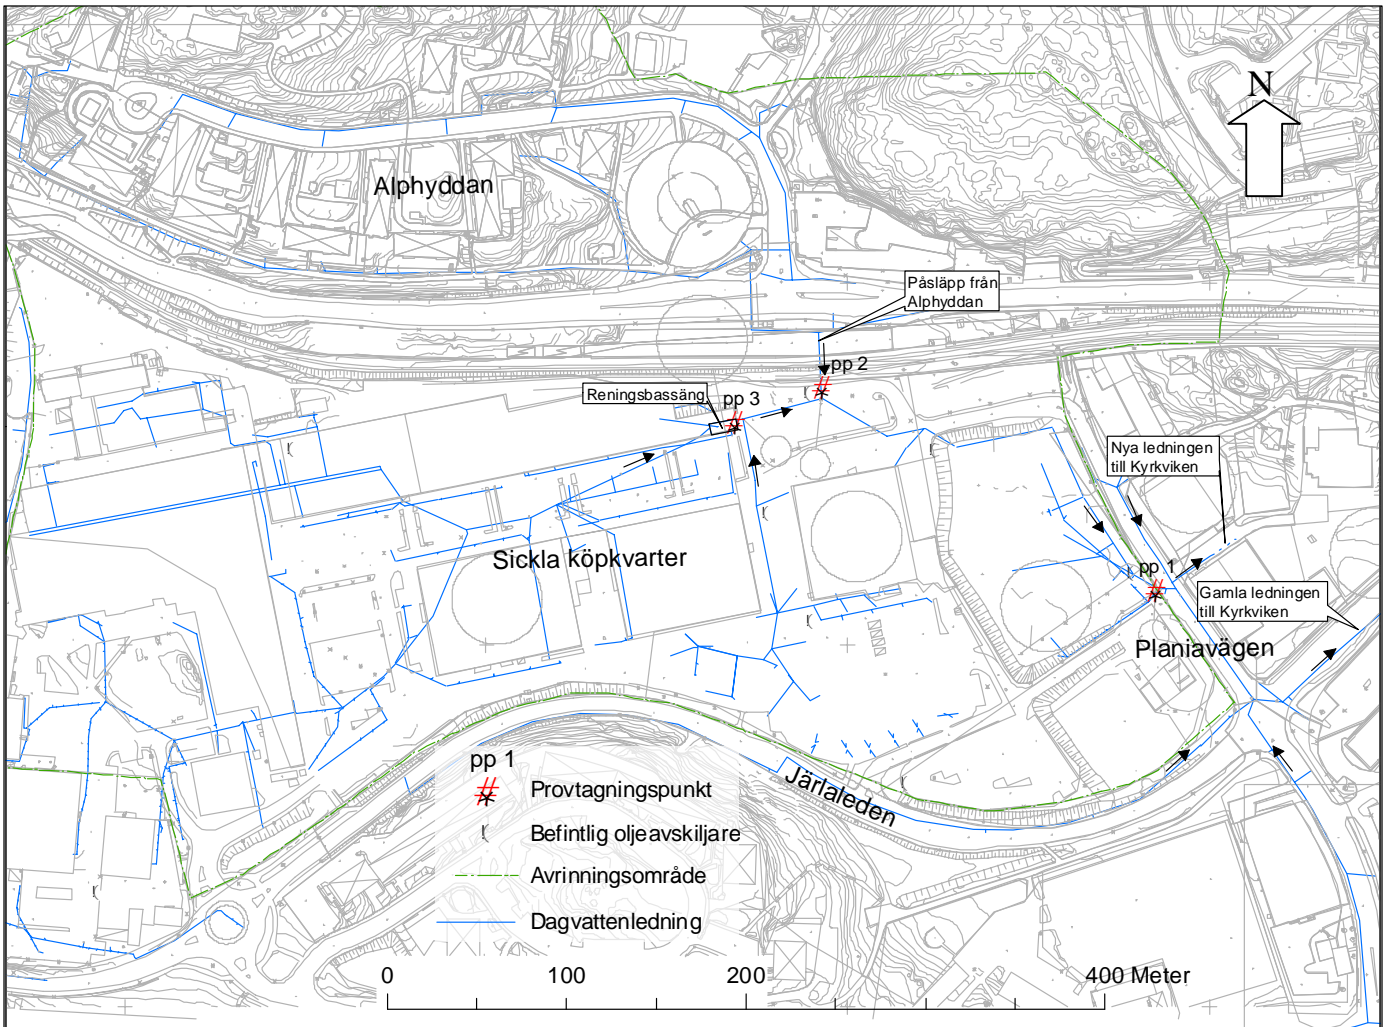 N
Alphyddan
Påsläpp från
Alphyddan
pp 2
Reningsbassäng
pp 3
Nya ledningen
till Kyrkviken
Sickla köpkvarter
pp 1
Gamla ledningen
till Kyrkviken
Planiavägen
Järlaleden
pp 1
Provtagningspunkt
Befintlig oljeavskiljare
Avrinningsområde
Dagvattenledning
0 100 200 400 Meter